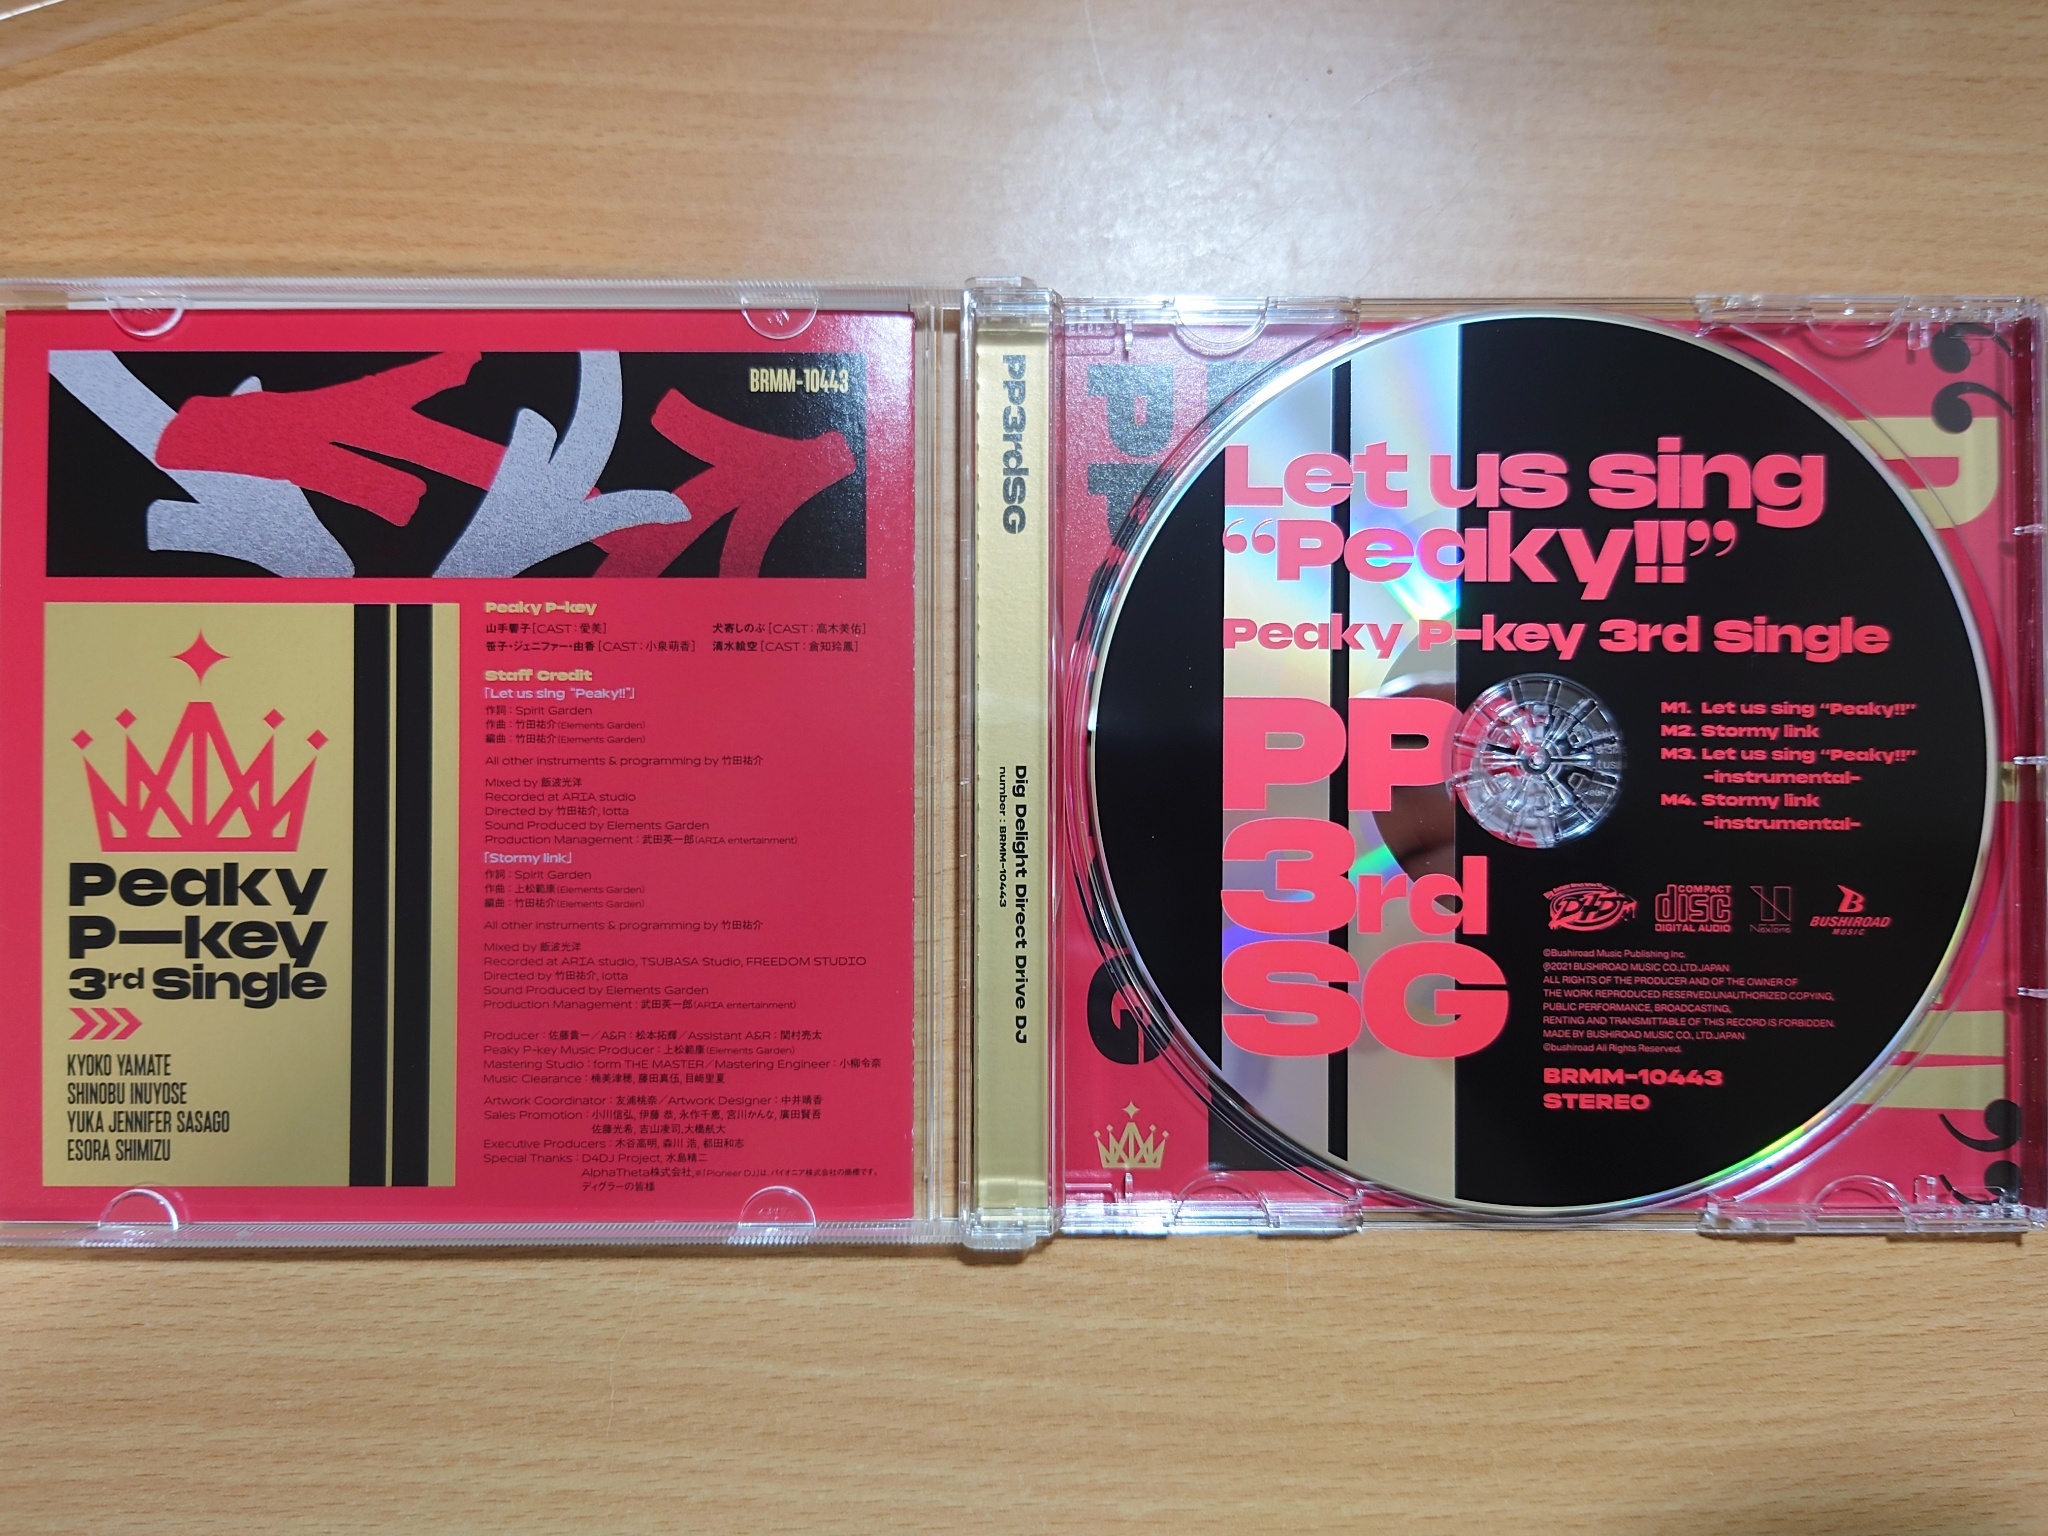 BRMM-10443
Peaky P-key
山手響子[CAST:愛美]
犬寄しのぶ[CAST:高木美佑]
笹子・ジェニファー・由香[CAST:小泉萌香]
清水絵空[CAST:倉知玲鳳]
Staff Credit
「Let us sing “Peaky!!”」
作詞:Spirit Garden
作曲:竹田祐介(Elements Garden)
編曲:竹田祐介(Elements Garden)
All other instruments & programming by 竹田祐介
Mixed by 飯波光洋
Recorded at ARIA studio
Directed by 竹田祐介, lotta
Sound Produced by Elements Garden
Production Management:武田英一郎(ARIA entertainment)
「Stormy link」
作詞:Spirit Garden
作曲:上松範康(Elements Garden)
編曲:竹田祐介(Elements Garden)
All other instruments & programming by 竹田祐介
Mixed by 飯波光洋
Recorded at ARIA studio, TSUBASA Studio, FREEDOM STUDIO
Directed by 竹田祐介, lotta
Sound Produced by Elements Garden
Production Management:武田英一郎(ARIA entertainment)
Producer:佐藤貴一/A&R:松本拓輝/Assistant A&R:関村亮太
Peaky P-key Music Producer:上松範康(Elements Garden)
Mastering Studio:form THE MASTER/Mastering Engineer:小柳令奈
Music Clearance:楠美津穂, 藤田真伍, 目﨑里夏
Artwork Coordinator:友浦桃奈/Artwork Designer:中井晴香
Sales Promotion:小川信弘, 伊藤 恭, 永作千恵, 宮川かんな, 廣田賢吾
佐藤光希, 吉山凌司, 大橋航大
Executive Producers:木谷高明, 森川 浩, 都田和志
Special Thanks:D4DJ Project, 水島精二
AlphaTheta株式会社,※「Pioneer DJ」は、パイオニア株式会社の商標です。
ディグラーの皆様
Peaky
P-key
3rd Single
KYOKO YAMATE
SHINOBU INUYOSE
YUKA JENNIFER SASAGO
ESORA SHIMIZU
PP3rdSG
Dig Delight Direct Drive DJ
number : BRMM-10443
Let us sing
“Peaky!!”
Peaky P-key 3rd Single
PP
3rd
SG
M1. Let us sing “Peaky!!”
M2. Stormy link
M3. Let us sing “Peaky!!”
-instrumental-
M4. Stormy link
-instrumental-
D4DJ
COMPACT
disc
DIGITAL AUDIO
Nexione
BUSHIROAD
MUSIC
©Bushiroad Music Publishing Inc.
℗2021 BUSHIROAD MUSIC CO.,LTD.JAPAN
ALL RIGHTS OF THE PRODUCER AND OF THE OWNER OF
THE WORK REPRODUCED RESERVED.UNAUTHORIZED COPYING,
PUBLIC PERFORMANCE, BROADCASTING,
RENTING AND TRANSMITTABLE OF THIS RECORD IS FORBIDDEN.
MADE BY BUSHIROAD MUSIC CO., LTD.JAPAN
©bushiroad All Rights Reserved.
BRMM-10443
STEREO